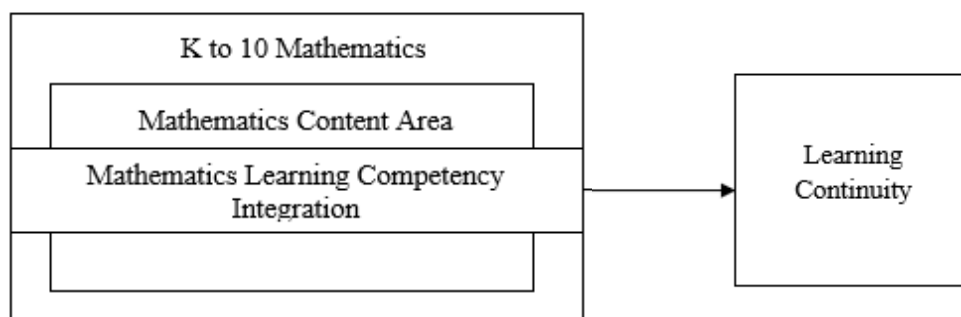 K to 10 Mathematics
Mathematics Content Area
Mathematics Learning Competency
Integration
Learning
Continuity